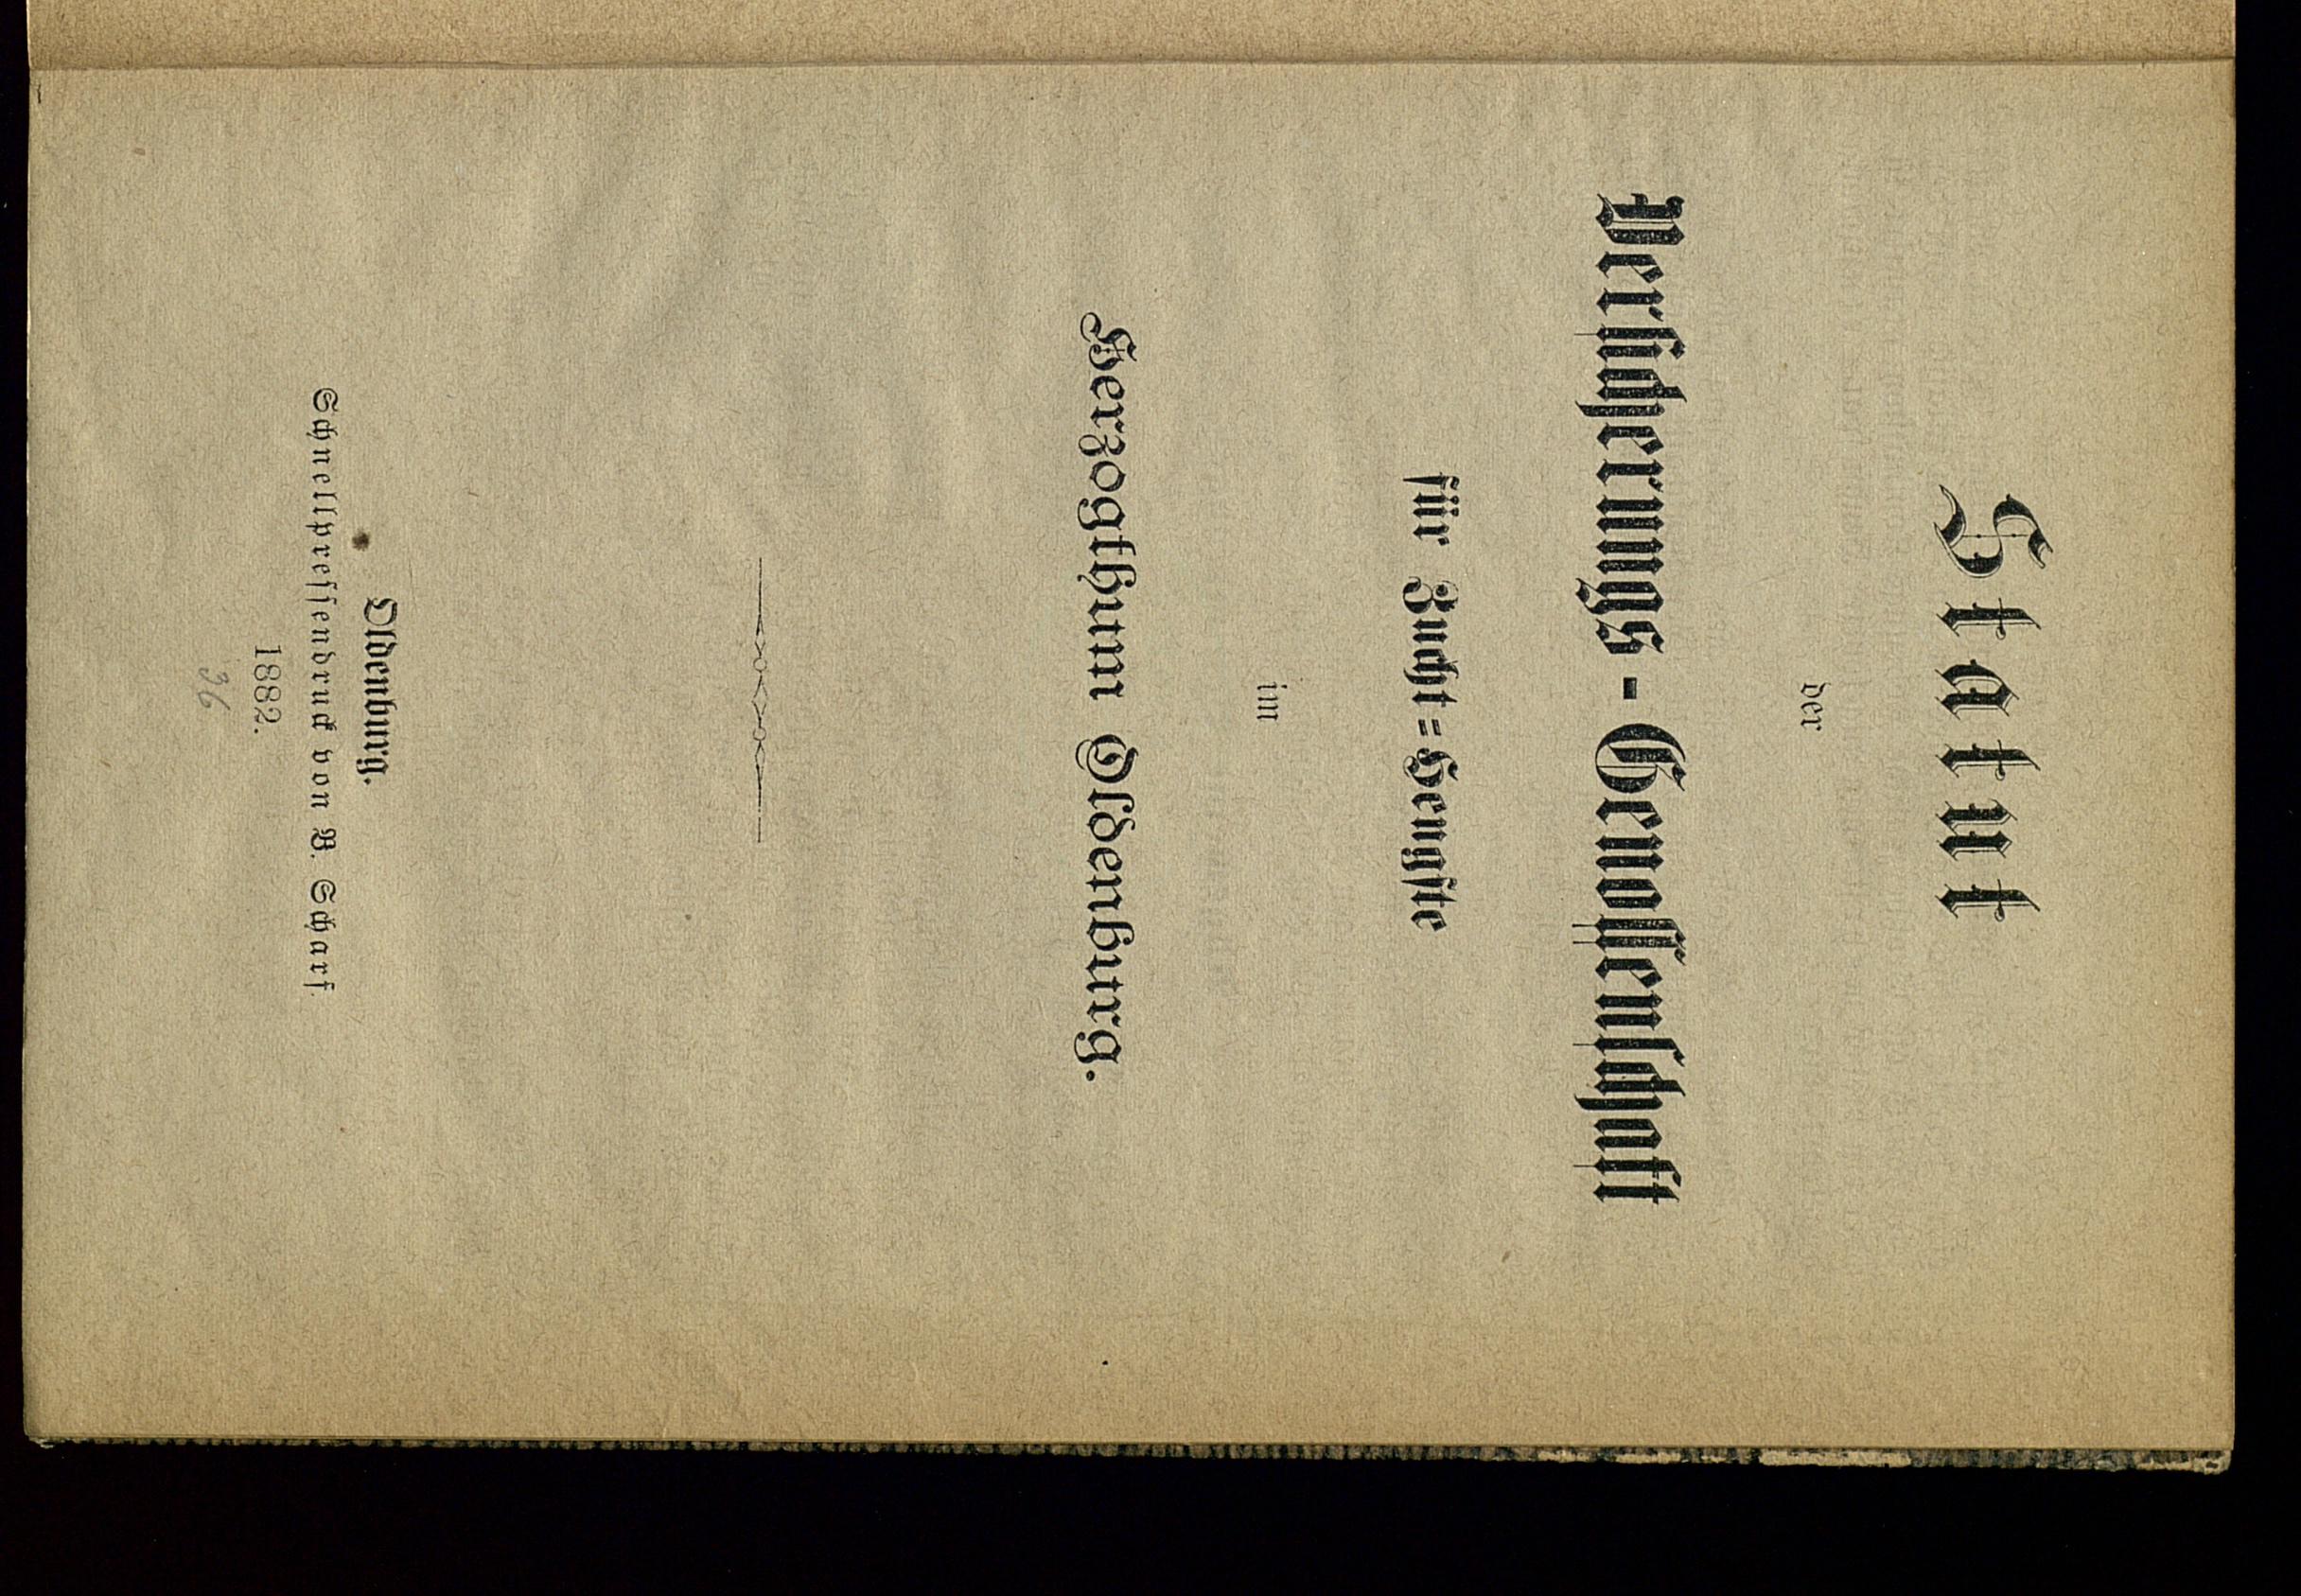 Statut
der
Versicherungs-Genossenschaft
für Zucht-Hengste
im
Herzogthum Oldenburg.
Oldenburg.
Schnellpressendruck von B. Scharf.
1882.
36